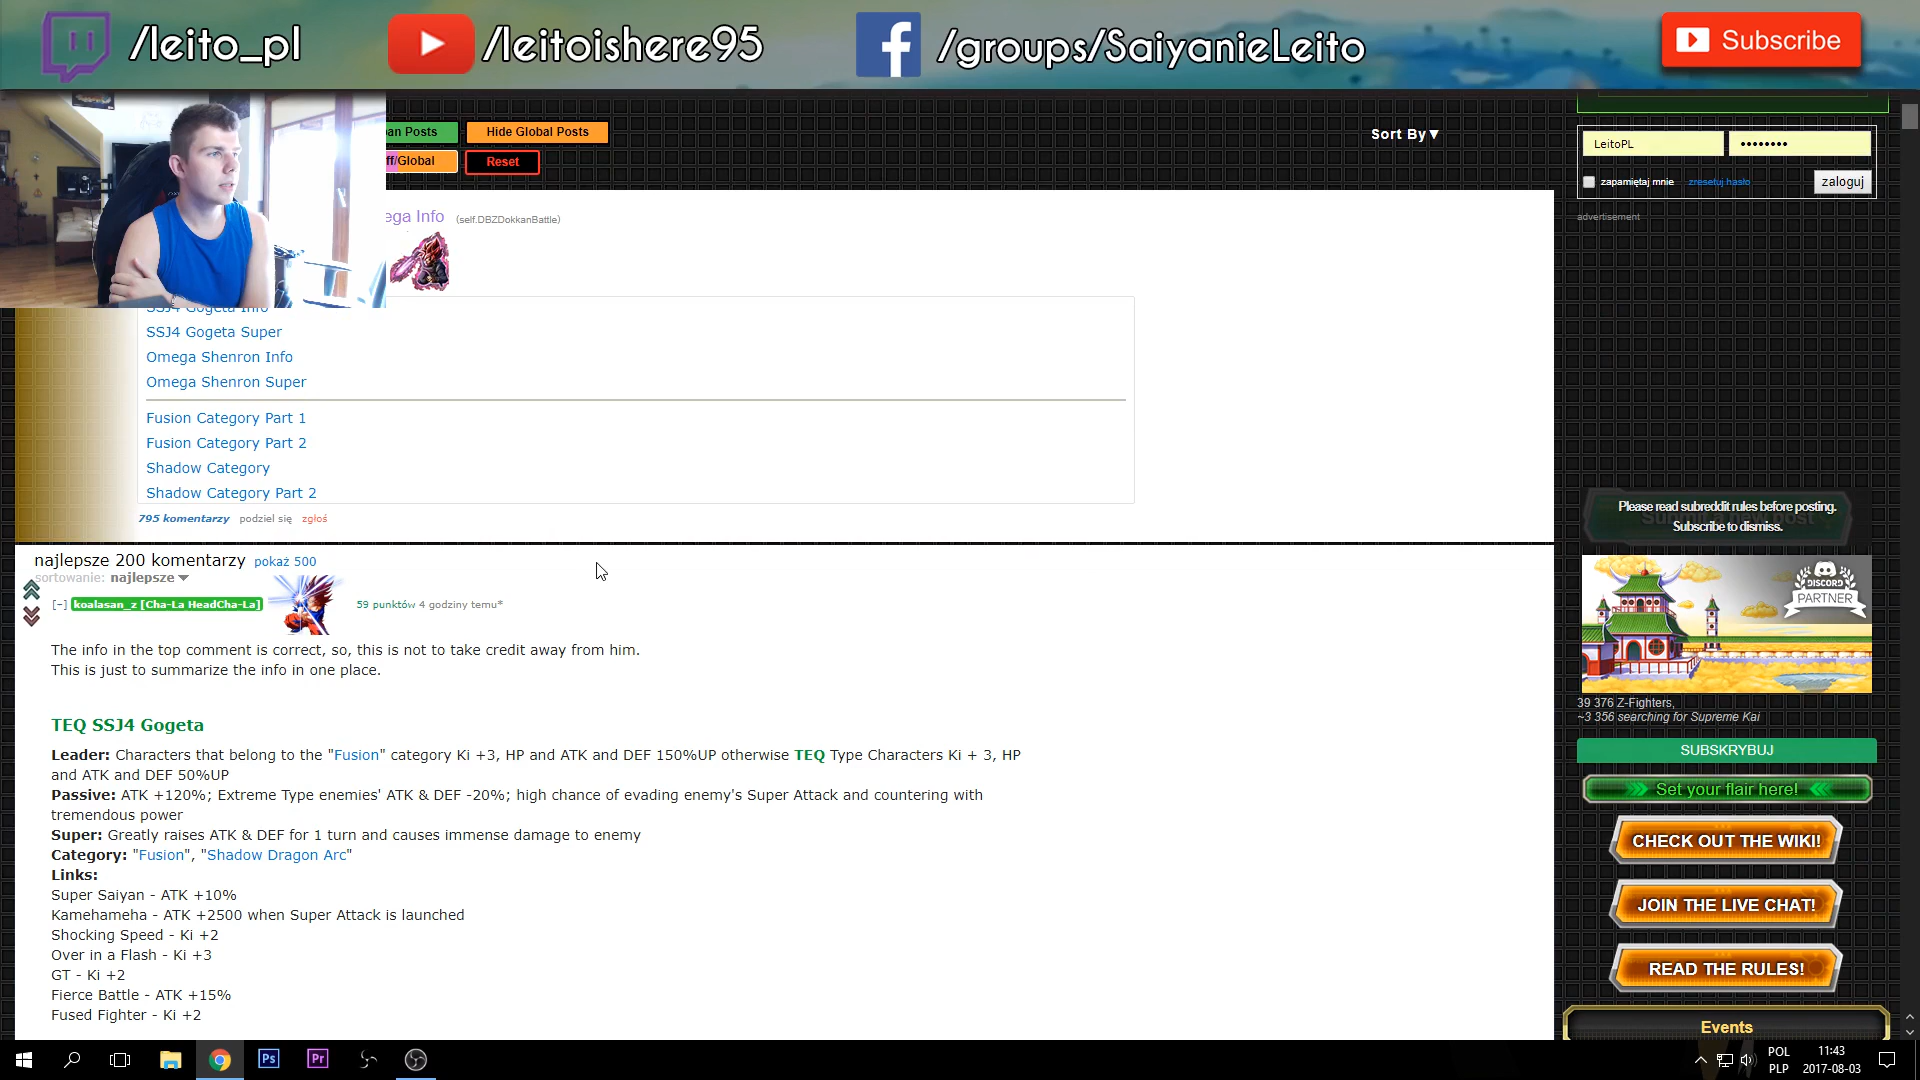 /leito_pl
/leitoishere95
/groups/SaiyanieLeito
Subscribe
an Posts
Hide Global Posts
ff/Global
Reset
Sort By▼
LeitoPL
••••••••
zapamiętaj mnie
zresetuj hasło
zaloguj
advertisement
ega Info (self.DBZDokkanBattle)
SSJ4 Gogeta Info
SSJ4 Gogeta Super
Omega Shenron Info
Omega Shenron Super
Fusion Category Part 1
Fusion Category Part 2
Shadow Category
Shadow Category Part 2
795 komentarzy podziel się zgłoś
najlepsze 200 komentarzy pokaż 500
sortowanie: najlepsze
[-] koalasan_z [Cha-La HeadCha-La] 59 punktów 4 godziny temu*
The info in the top comment is correct, so, this is not to take credit away from him.
This is just to summarize the info in one place.
TEQ SSJ4 Gogeta
Leader: Characters that belong to the "Fusion" category Ki +3, HP and ATK and DEF 150%UP otherwise TEQ Type Characters Ki + 3, HP
and ATK and DEF 50%UP
Passive: ATK +120%; Extreme Type enemies' ATK & DEF -20%; high chance of evading enemy's Super Attack and countering with
tremendous power
Super: Greatly raises ATK & DEF for 1 turn and causes immense damage to enemy
Category: "Fusion", "Shadow Dragon Arc"
Links:
Super Saiyan - ATK +10%
Kamehameha - ATK +2500 when Super Attack is launched
Shocking Speed - Ki +2
Over in a Flash - Ki +3
GT - Ki +2
Fierce Battle - ATK +15%
Fused Fighter - Ki +2
Please read subreddit rules before posting.
Submit a new post
Subscribe to dismiss.
DISCORD
PARTNER
39 376 Z-Fighters,
~3 356 searching for Supreme Kai
SUBSKRYBUJ
Set your flair here!
CHECK OUT THE WIKI!
JOIN THE LIVE CHAT!
READ THE RULES!
Events
Ps
Pr
POL
PLP
11:43
2017-08-03